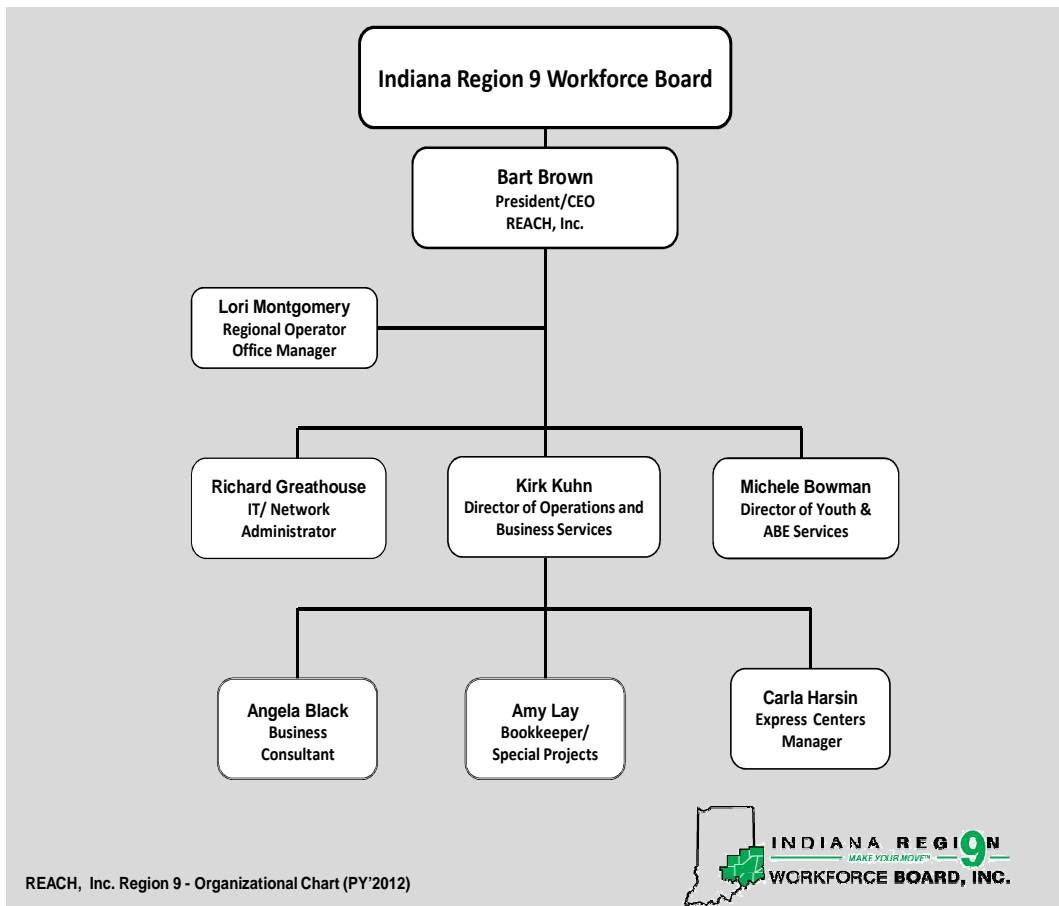 Indiana Region 9 Workforce Board
Bart Brown
President/CEO
REACH, Inc.
Lori Montgomery
Regional Operator
Office Manager
Richard Greathouse
IT/ Network
Administrator
Kirk Kuhn
Director of Operations and
Business Services
Michele Bowman
Director of Youth &
ABE Services
Angela Black
Business
Consultant
Amy Lay
Bookkeeper/
Special Projects
Carla Harsin
Express Centers
Manager
REACH, Inc. Region 9 - Organizational Chart (PY'2012)
INDIANA REGI9N
MAKE YOUR MOVE™
WORKFORCE BOARD, INC.